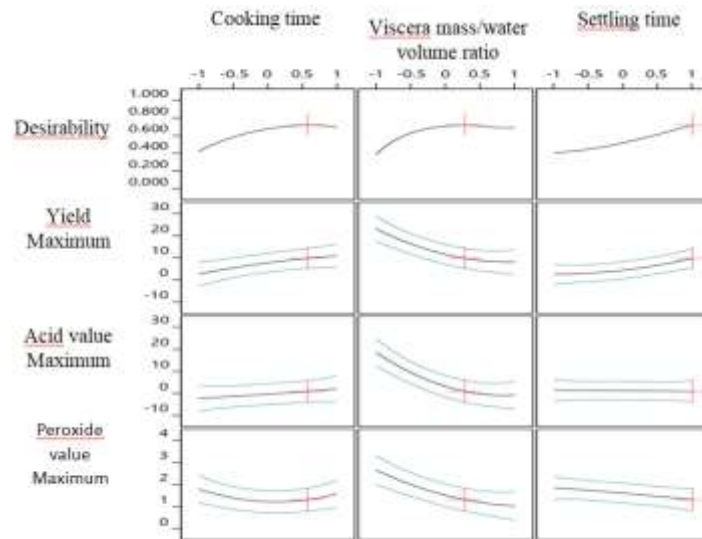 Cooking time
Viscera mass/water
volume ratio
Settling time
-1 -0.5 0 0.5 1
-1 -0.5 0 0.5 1
-1 -0.5 0 0.5 1
Desirability
1.000
0.800
0.600
0.400
0.200
0.000
Yield
Maximum
30
20
10
0
-10
Acid value
Maximum
30
20
10
0
-10
Peroxide
value
Maximum
4
3
2
1
0